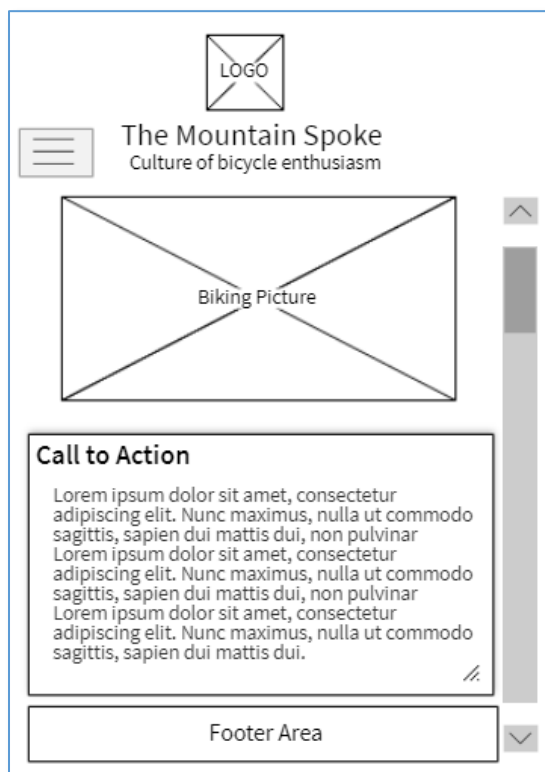 LOGO
The Mountain Spoke
Culture of bicycle enthusiasm
Biking Picture
Call to Action
Lorem ipsum dolor sit amet, consectetur
adipiscing elit. Nunc maximus, nulla ut commodo
sagittis, sapien dui mattis dui, non pulvinar
Lorem ipsum dolor sit amet, consectetur
adipiscing elit. Nunc maximus, nulla ut commodo
sagittis, sapien dui mattis dui, non pulvinar
Lorem ipsum dolor sit amet, consectetur
adipiscing elit. Nunc maximus, nulla ut commodo
sagittis, sapien dui mattis dui.
Footer Area